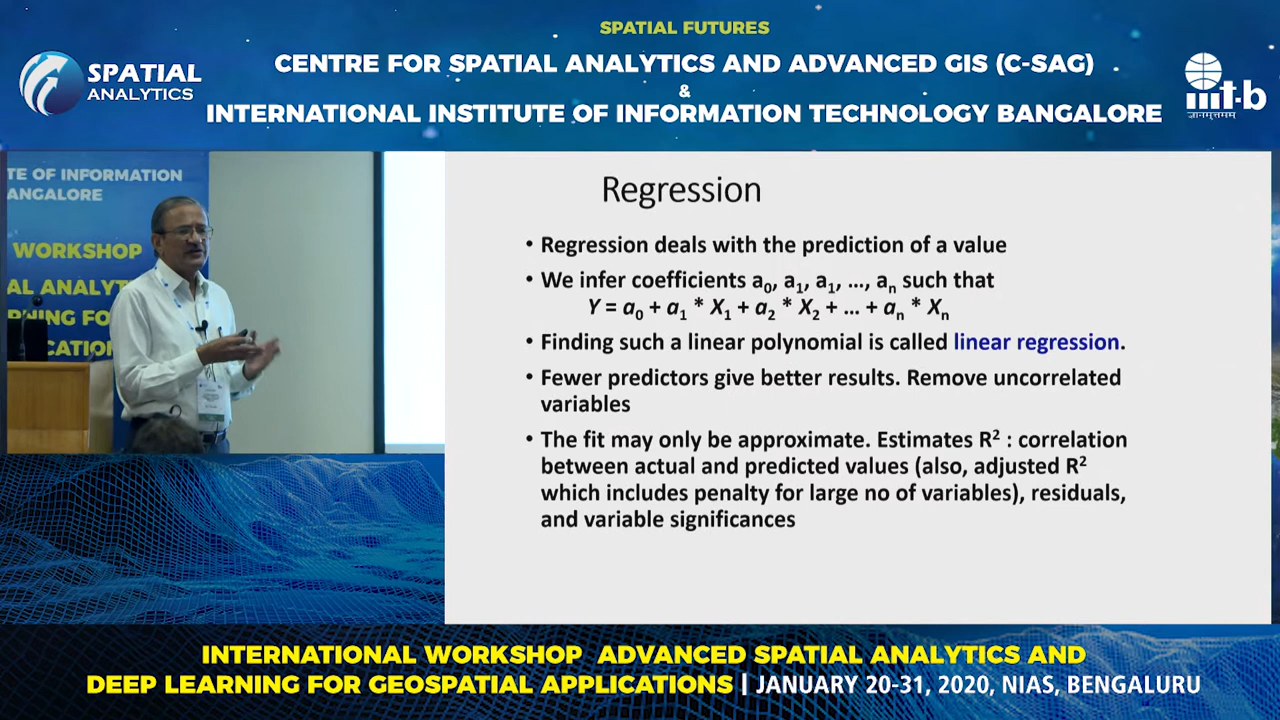 SPATIAL FUTURES
CENTRE FOR SPATIAL ANALYTICS AND ADVANCED GIS (C-SAG)
&
INTERNATIONAL INSTITUTE OF INFORMATION TECHNOLOGY BANGALORE
SPATIAL
ANALYTICS
iiit-b
ज्ञानमुत्तमम्
TE OF INFORMATION
ANGALORE
WORKSHOP
AL ANALYT
RNING FO
CATION
Regression
• Regression deals with the prediction of a value
• We infer coefficients a0, a1, a1, ..., an such that
Y = a0 + a1 * X1 + a2 * X2 + ... + an * Xn
• Finding such a linear polynomial is called linear regression.
• Fewer predictors give better results. Remove uncorrelated
variables
• The fit may only be approximate. Estimates R2 : correlation
between actual and predicted values (also, adjusted R2
which includes penalty for large no of variables), residuals,
and variable significances
INTERNATIONAL WORKSHOP ADVANCED SPATIAL ANALYTICS AND
DEEP LEARNING FOR GEOSPATIAL APPLICATIONS | JANUARY 20-31, 2020, NIAS, BENGALURU